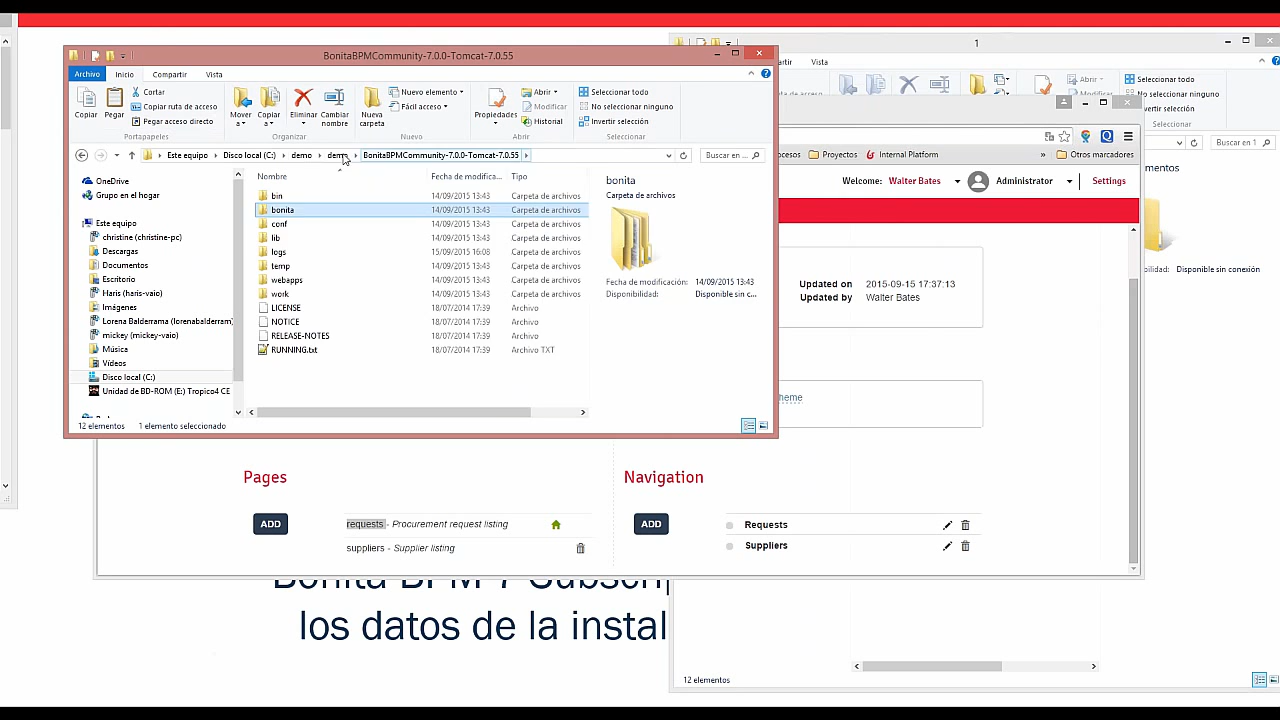 BonitaBPMCommunity-7.0.0-Tomcat-7.0.55
Archivo Inicio Compartir Vista
Copiar
Pegar
Cortar
Copiar ruta de acceso
Pegar acceso directo
Portapapeles
Mover a
Copiar a
Eliminar
Cambiar nombre
Organizar
Nueva carpeta
Nuevo elemento
Fácil acceso
Nuevo
Propiedades
Abrir
Modificar
Historial
Abrir
Seleccionar todo
No seleccionar ninguno
Invertir selección
Seleccionar
Este equipo Disco local (C:) demo BonitaBPMCommunity-7.0.0-Tomcat-7.0.55
Buscar en ...
OneDrive
Grupo en el hogar
Este equipo
christine (christine-pc)
Descargas
Documentos
Escritorio
Haris (haris-vaio)
Imágenes
Lorena Balderrama (lorenabalderram
mickey (mickey-vaio)
Música
Vídeos
Disco local (C:)
Unidad de BD-ROM (E:) Tropico4 CE
Nombre Fecha de modifica... Tipo
bin 14/09/2015 13:43 Carpeta de archivos
bonita 14/09/2015 13:43 Carpeta de archivos
conf 14/09/2015 13:43 Carpeta de archivos
lib 14/09/2015 13:43 Carpeta de archivos
logs 15/09/2015 16:08 Carpeta de archivos
temp 14/09/2015 13:43 Carpeta de archivos
webapps 14/09/2015 13:43 Carpeta de archivos
work 14/09/2015 13:43 Carpeta de archivos
LICENSE 18/07/2014 17:39 Archivo
NOTICE 18/07/2014 17:39 Archivo
RELEASE-NOTES 18/07/2014 17:39 Archivo
RUNNING.txt 18/07/2014 17:39 Archivo TXT
bonita
Carpeta de archivos
Fecha de modificación: 14/09/2015 13:43
Disponibilidad: Disponible sin c...
12 elementos 1 elemento seleccionado
1
Vista
Abrir
Seleccionar todo
No seleccionar ninguno
Invertir selección
Seleccionar
Buscar en 1
Disponible sin conexión
Proyectos Internal Platform » Otros marcadores
Welcome: Walter Bates Administrator Settings
Updated on 2015-09-15 17:37:13
Updated by Walter Bates
Pages
ADD
requests - Procurement request listing
suppliers - Supplier listing
Navigation
ADD
Requests
Suppliers
los datos de la instal
12 elementos